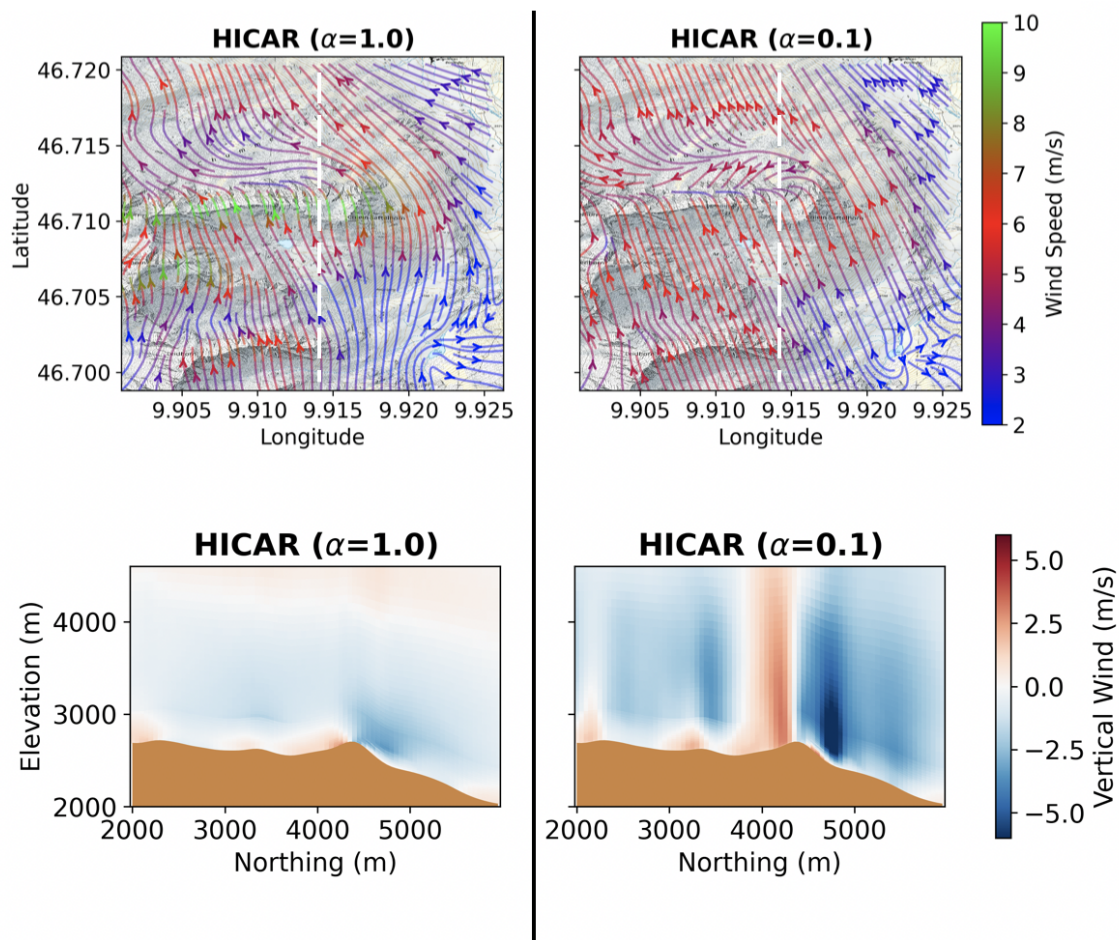 HICAR (α=1.0)
46.720
46.715
46.710
46.705
46.700
Latitude
9.905 9.910 9.915 9.920 9.925
Longitude
HICAR (α=0.1)
9.905 9.910 9.915 9.920 9.925
Longitude
10
9
8
7
6
5
4
3
2
Wind Speed (m/s)
HICAR (α=1.0)
4000
3000
2000
Elevation (m)
2000 3000 4000 5000
Northing (m)
HICAR (α=0.1)
2000 3000 4000 5000
Northing (m)
5.0
2.5
0.0
−2.5
−5.0
Vertical Wind (m/s)